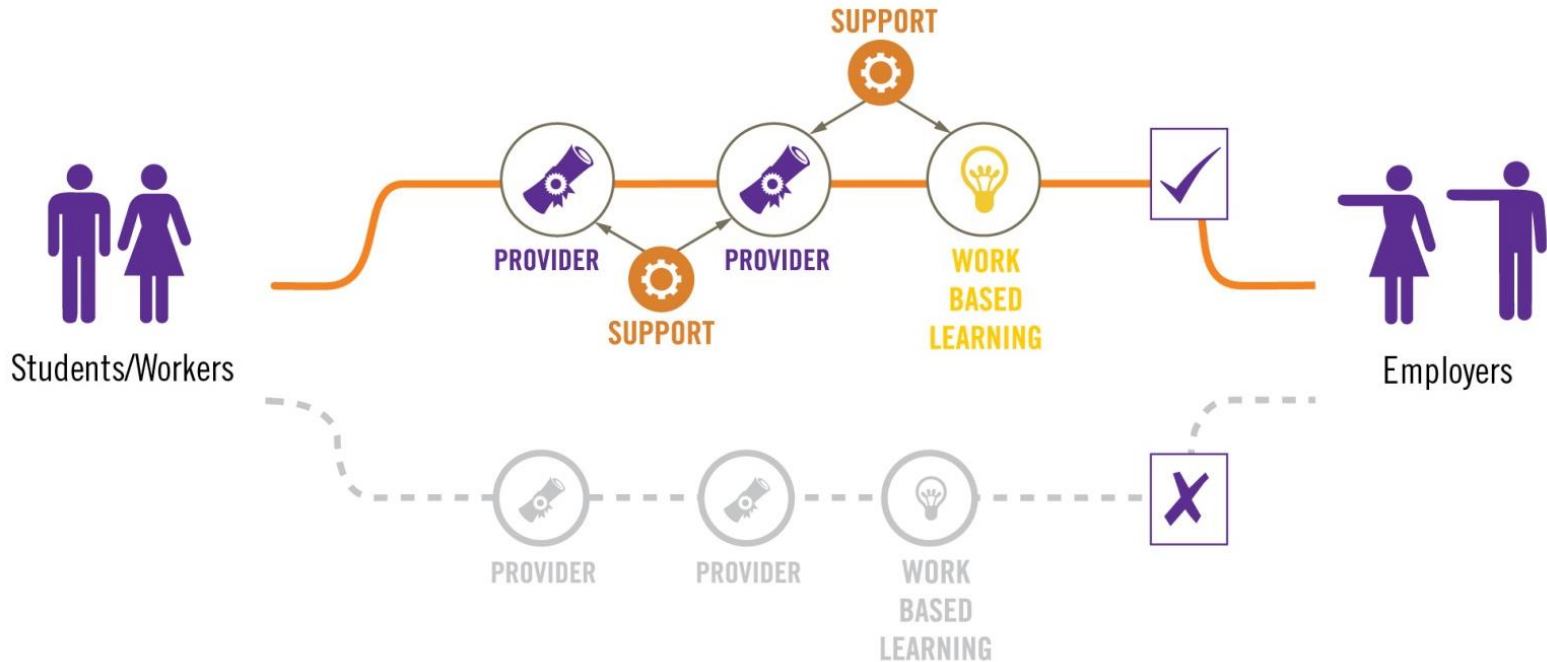 SUPPORT
PROVIDER
PROVIDER
WORK
BASED
LEARNING
SUPPORT
Students/Workers
Employers
PROVIDER
PROVIDER
WORK
BASED
LEARNING